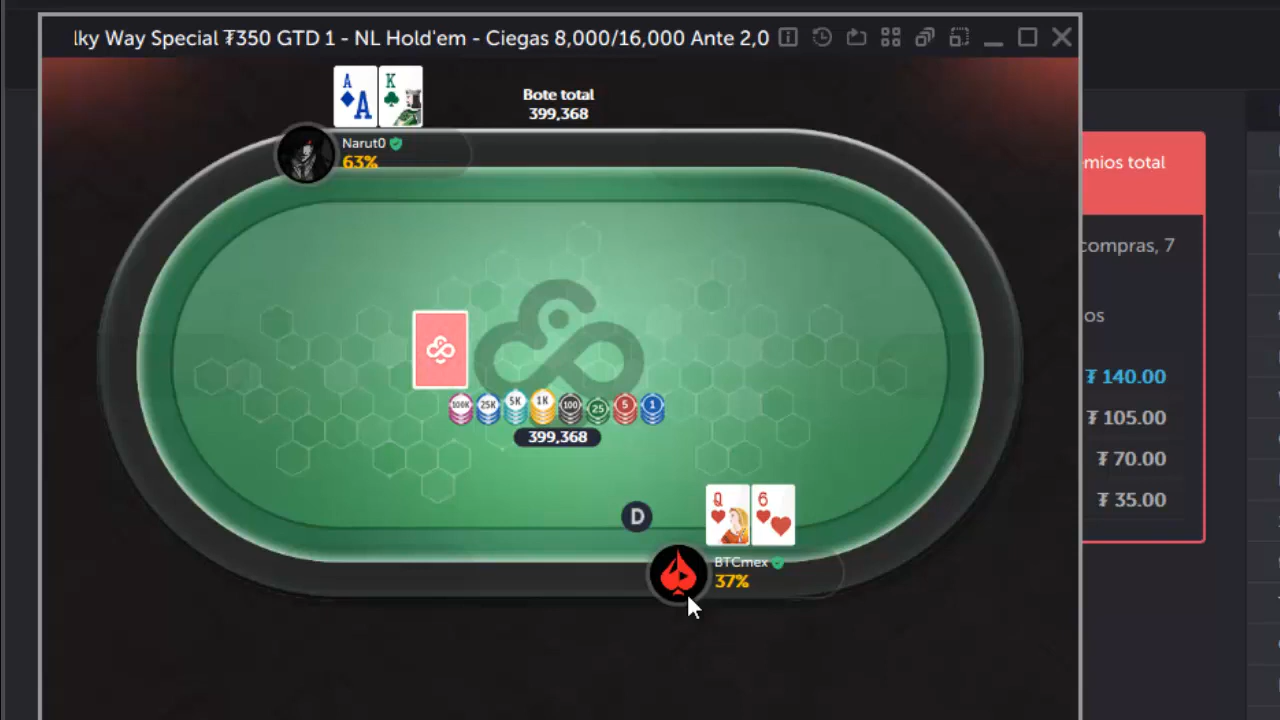 lky Way Special ₮350 GTD 1 - NL Hold'em - Ciegas 8,000/16,000 Ante 2,0
A
A
K
Bote total
399,368
Narut0
63%
mios total
compras, 7
os
₮ 140.00
₮ 105.00
₮ 70.00
₮ 35.00
100K 25K 5K 1K 100 25 5 1
399,368
D
Q 6
BTCmex
37%